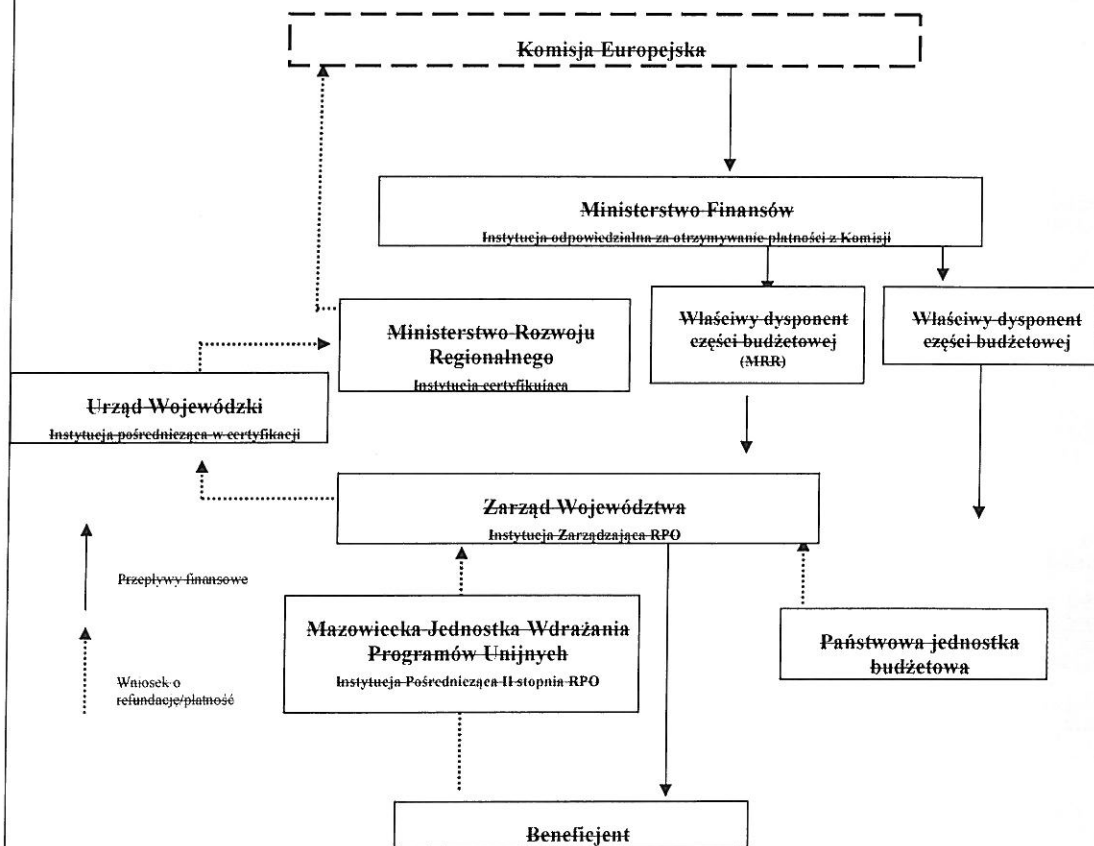 Komisja Europejska
Ministerstwo Finansów
Instytucja odpowiedzialna za otrzymywanie płatności z Komisji
Ministerstwo Rozwoju
Regionalnego
Instytucja certyfikująca
Właściwy dysponent
części budżetowej
(MRR)
Właściwy dysponent
części budżetowej
Urząd Wojewódzki
Instytucja pośrednicząca w certyfikacji
Zarząd Województwa
Instytucja Zarządzająca RPO
Przepływy finansowe
Mazowiecka Jednostka Wdrażania
Programów Unijnych
Instytucja Pośrednicząca II stopnia RPO
Państwowa jednostka
budżetowa
Wniosek o
refundację/płatność
Beneficjent